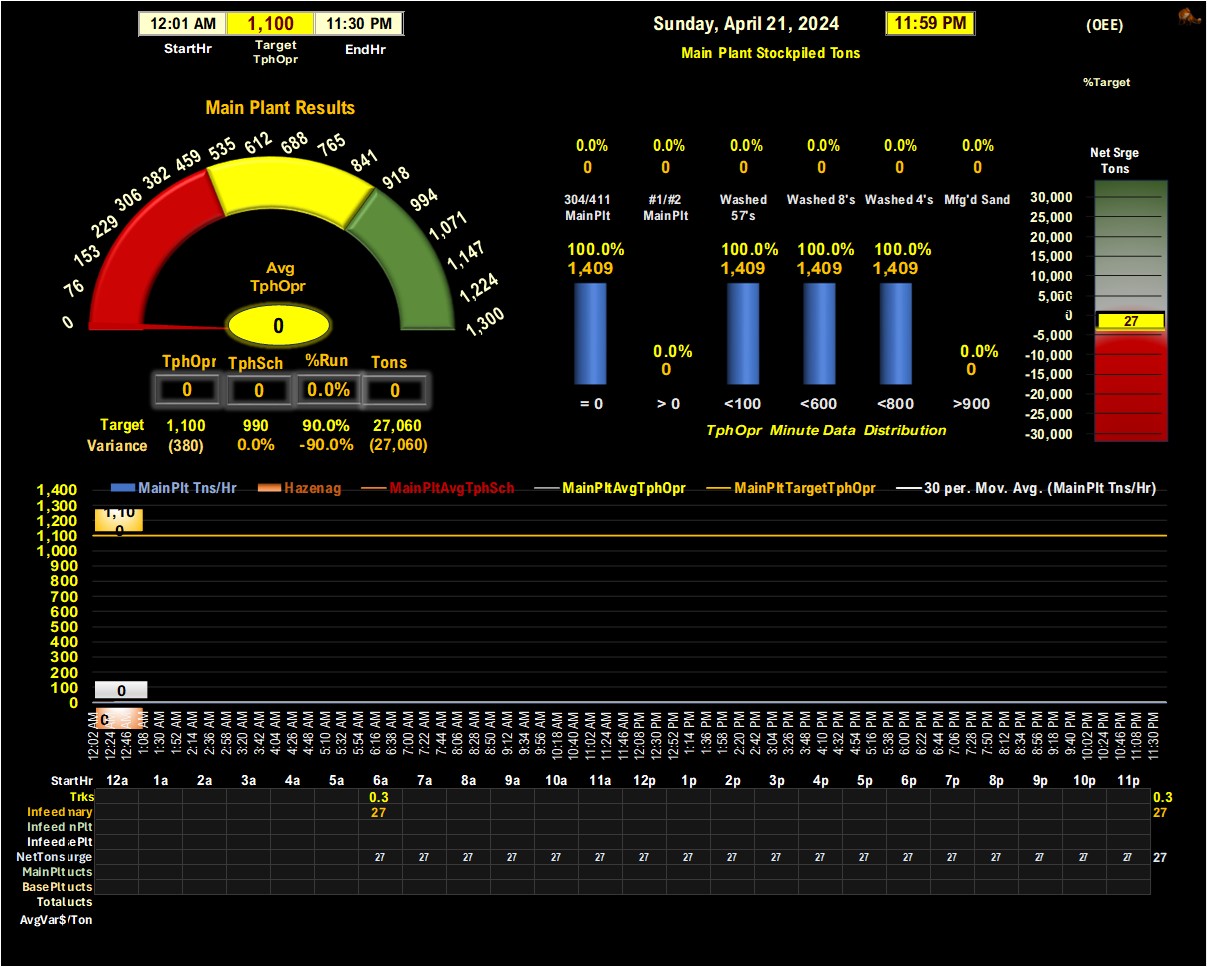 12:01 AM 1,100 11:30 PM
StartHr Target TphOpr EndHr
Sunday, April 21, 2024 11:59 PM (OEE)
Main Plant Stockpiled Tons
%Target
Main Plant Results
0 76 153 229 306 382 459 535 612 688 765 841 918 994 1,071 1,147 1,224 1,300
Avg
TphOpr
0
TphOpr TphSch %Run Tons
0 0 0.0% 0
Target 1,100 990 90.0% 27,060
Variance (380) 0.0% -90.0% (27,060)
0.0% 0.0% 0.0% 0.0% 0.0% 0.0%
0 0 0 0 0 0
304/411 #1/#2 Washed Washed 8's Washed 4's Mfg'd Sand
MainPlt MainPlt 57's
100.0% 100.0% 100.0% 100.0%
1,409 1,409 1,409 1,409
0.0% 0.0%
0 0
= 0 > 0 <100 <600 <800 >900
TphOpr Minute Data Distribution
Net Srge
Tons
30,000
25,000
20,000
15,000
10,000
5,000
0
27
-5,000
-10,000
-15,000
-20,000
-25,000
-30,000
MainPlt Tns/Hr Hazenag MainPltAvgTphSch MainPltAvgTphOpr MainPltTargetTphOpr 30 per. Mov. Avg. (MainPlt Tns/Hr)
1,400
1,300
1,200
1,100
1,000
900
800
700
600
500
400
300
200
100
0
1,10
0
0
12:02 AM 12:24 AM 12:46 AM 1:08 AM 1:30 AM 1:52 AM 2:14 AM 2:36 AM 2:58 AM 3:20 AM 3:42 AM 4:04 AM 4:26 AM 4:48 AM 5:10 AM 5:32 AM 5:54 AM 6:16 AM 6:38 AM 7:00 AM 7:22 AM 7:44 AM 8:06 AM 8:28 AM 8:50 AM 9:12 AM 9:34 AM 9:56 AM 10:18 AM 10:40 AM 11:02 AM 11:24 AM 11:46 AM 12:08 PM 12:30 PM 12:52 PM 1:14 PM 1:36 PM 1:58 PM 2:20 PM 2:42 PM 3:04 PM 3:26 PM 3:48 PM 4:10 PM 4:32 PM 4:54 PM 5:16 PM 5:38 PM 6:00 PM 6:22 PM 6:44 PM 7:06 PM 7:28 PM 7:50 PM 8:12 PM 8:34 PM 8:56 PM 9:18 PM 9:40 PM 10:02 PM 10:24 PM 10:46 PM 11:08 PM 11:30 PM
StartHr 12a 1a 2a 3a 4a 5a 6a 7a 8a 9a 10a 11a 12p 1p 2p 3p 4p 5p 6p 7p 8p 9p 10p 11p
Trks 0.3 0.3
Infeed mary 27 27
Infeed nPlt
Infeed ePlt
NetTons urge 27 27 27 27 27 27 27 27 27 27 27 27 27 27 27 27 27 27 27
MainPlt ucts
BasePlt ucts
Total ucts
AvgVar$/Ton